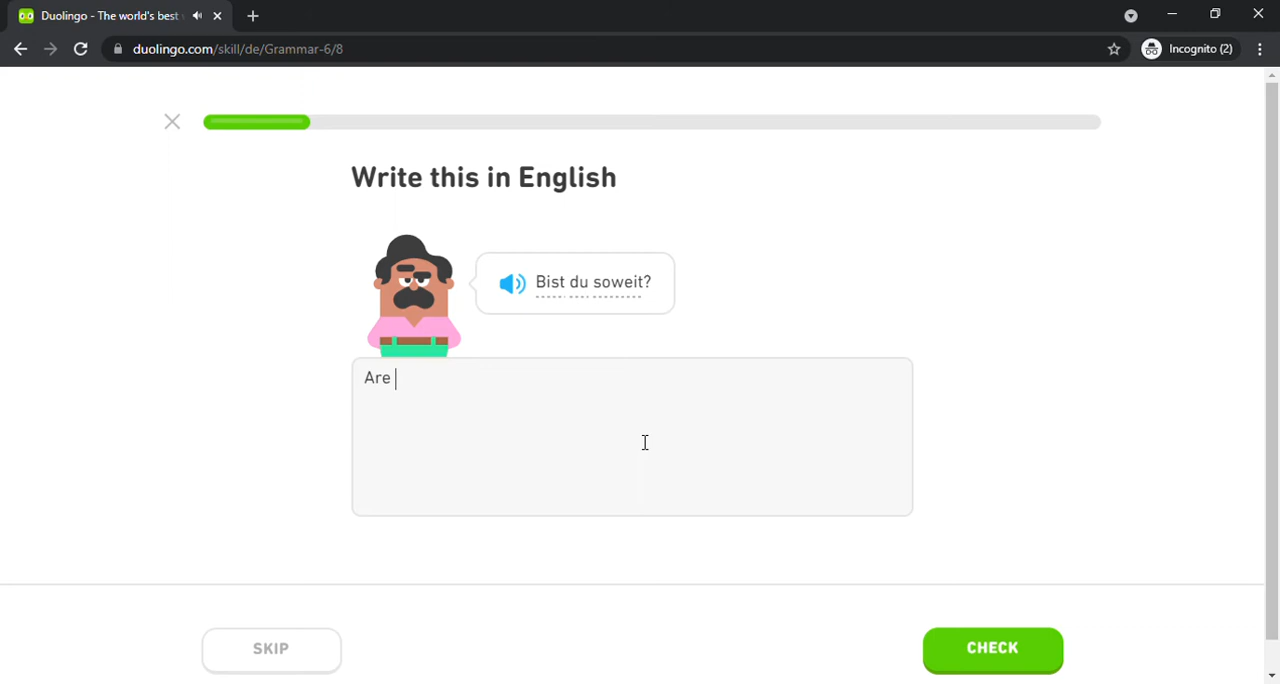 Duolingo - The world's best
duolingo.com/skill/de/Grammar-6/8
Incognito (2)
Write this in English
Bist du soweit?
Are
SKIP
CHECK